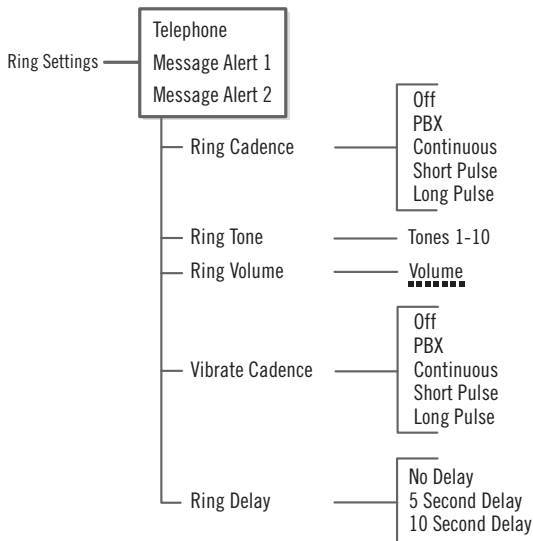 Ring Settings
Telephone
Message Alert 1
Message Alert 2
Ring Cadence
Off
PBX
Continuous
Short Pulse
Long Pulse
Ring Tone
Tones 1-10
Ring Volume
Volume
Vibrate Cadence
Off
PBX
Continuous
Short Pulse
Long Pulse
Ring Delay
No Delay
5 Second Delay
10 Second Delay